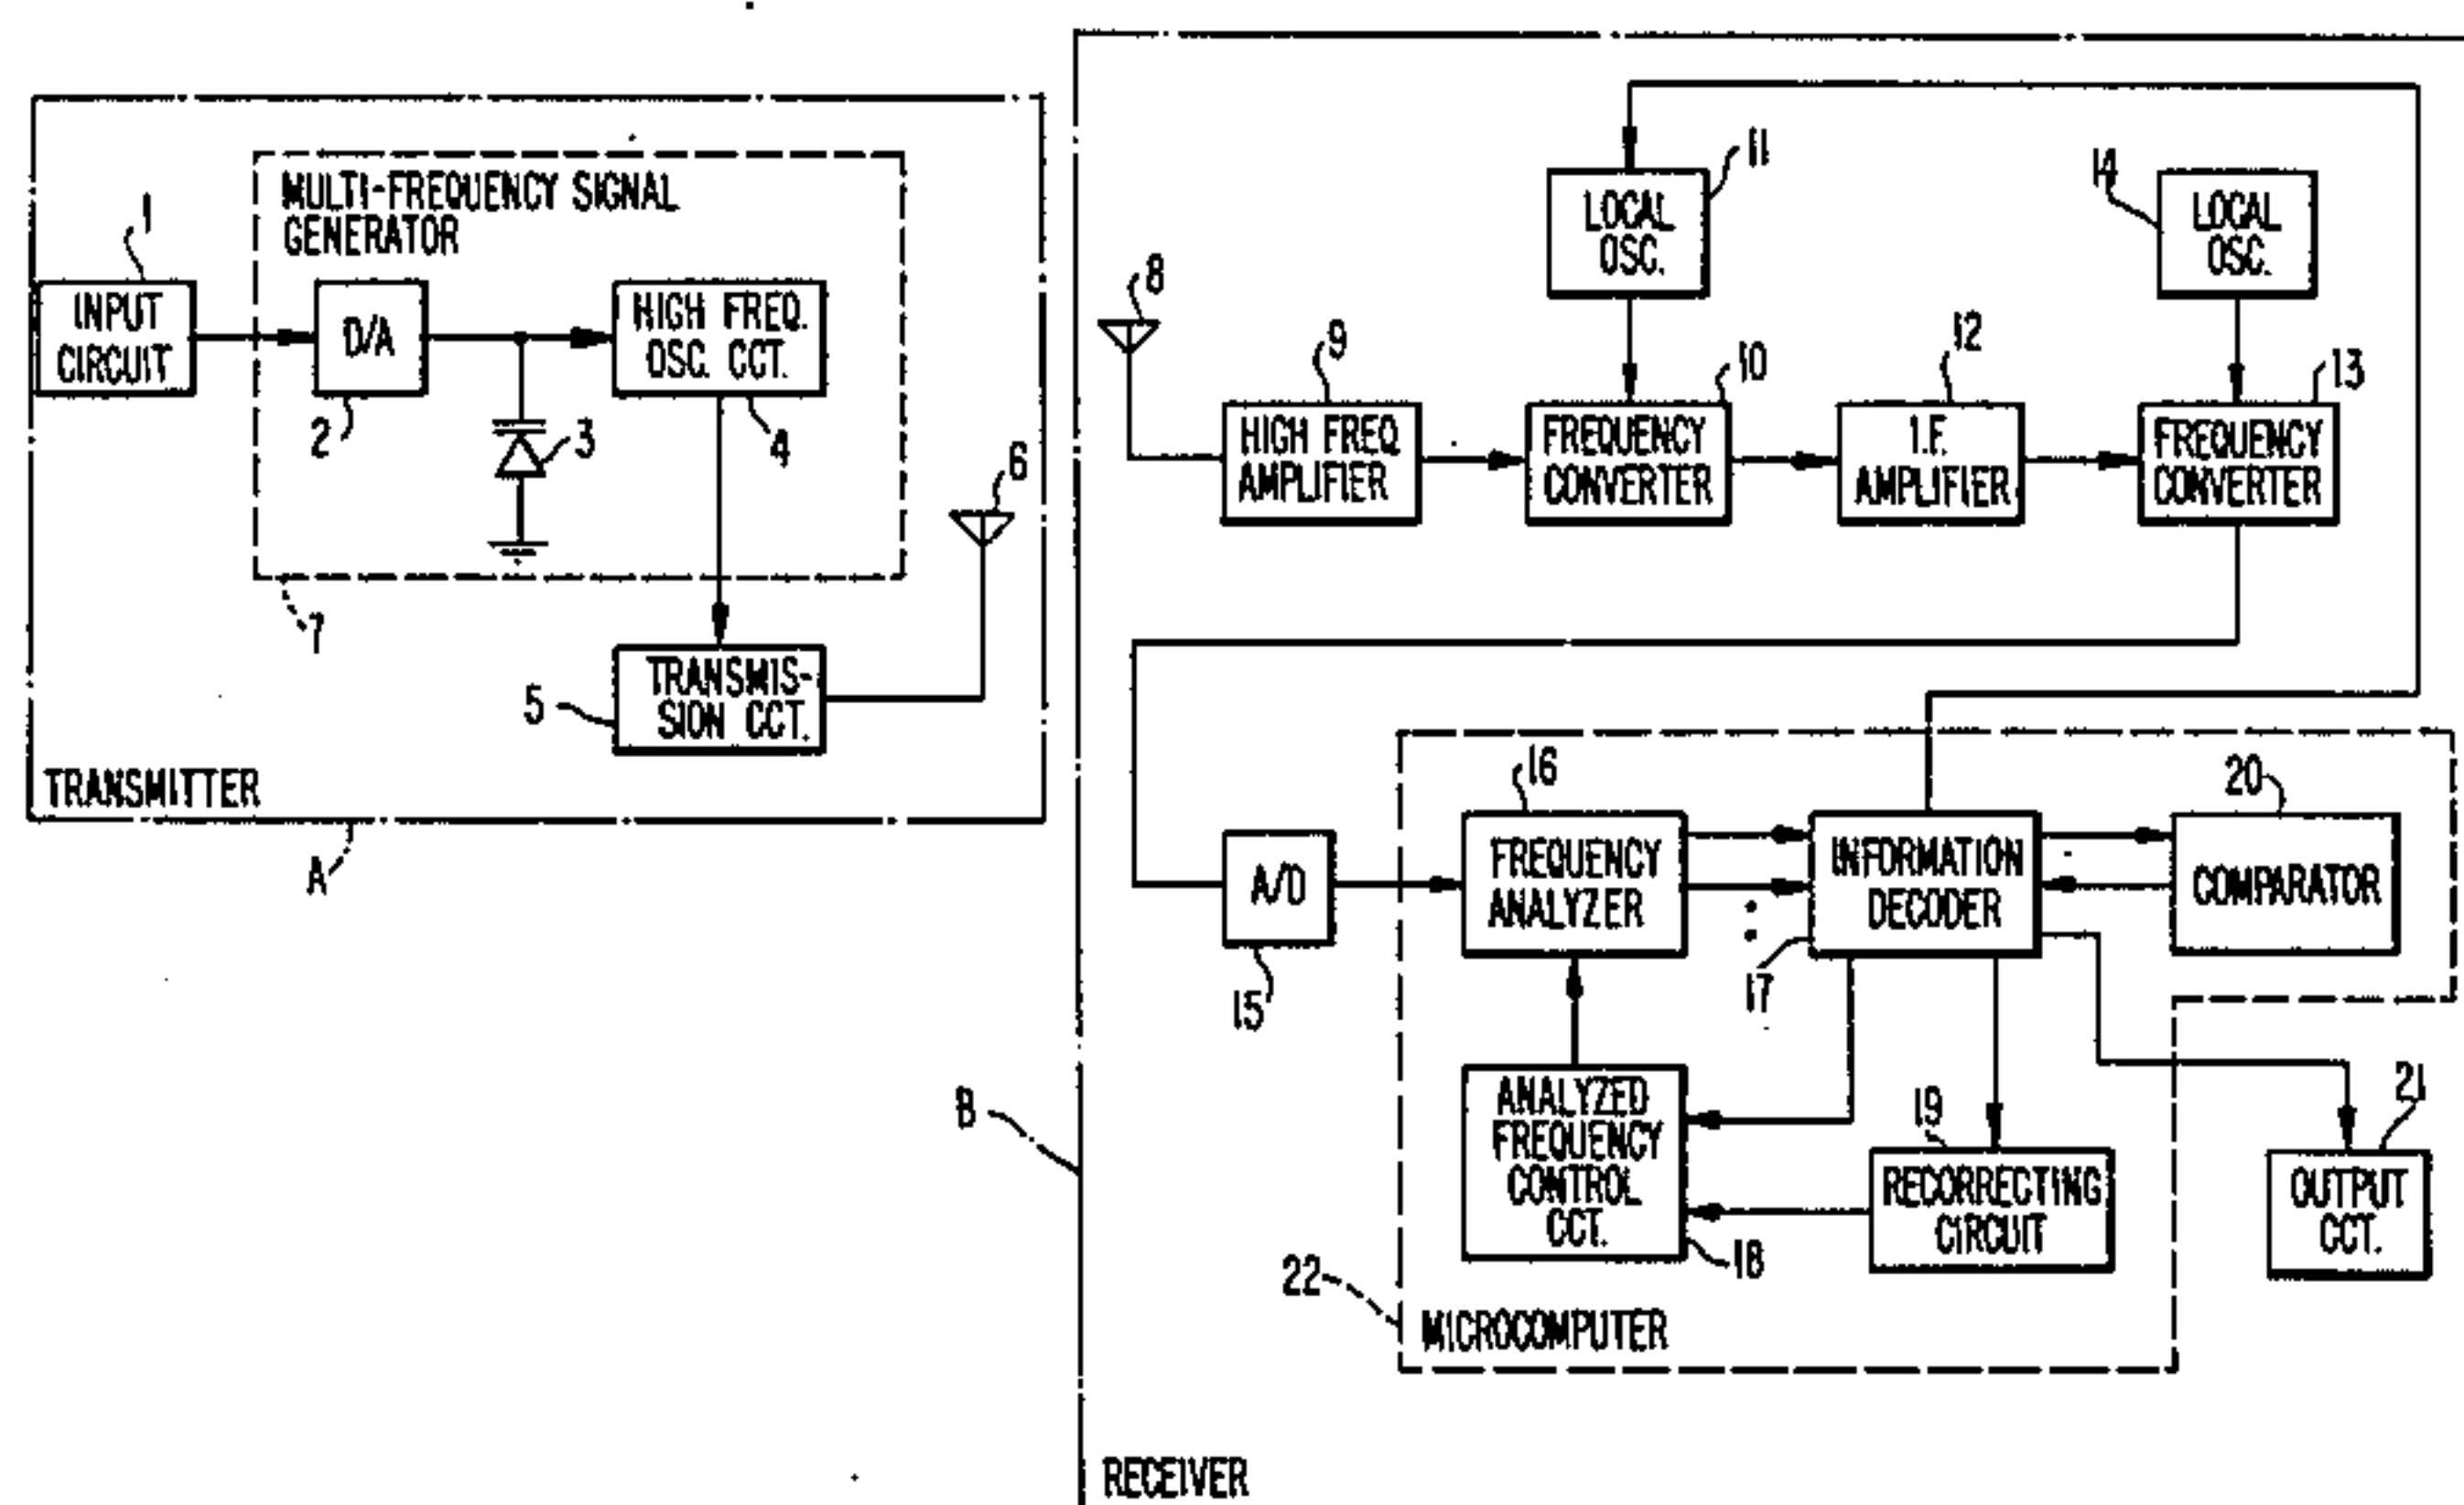 MULTI-FREQUENCY SIGNAL
GENERATOR
1
INPUT
CIRCUIT
D/A
2
3
HIGH FREQ.
OSC. CCT.
4
6
7
5
TRANSMIS-
SION CCT.
TRANSMITTER
A
11
LOCAL
OSC.
14
LOCAL
OSC.
8
9
HIGH FREQ
AMPLIFIER
10
FREQUENCY
CONVERTER
12
I.F.
AMPLIFIER
13
FREQUENCY
CONVERTER
A/D
15
16
FREQUENCY
ANALYZER
INFORMATION
DECODER
17
20
COMPARATOR
ANALYZED
FREQUENCY
CONTROL
CCT.
18
19
RECORRECTING
CIRCUIT
21
OUTPUT
CCT.
22
MICROCOMPUTER
B
RECEIVER